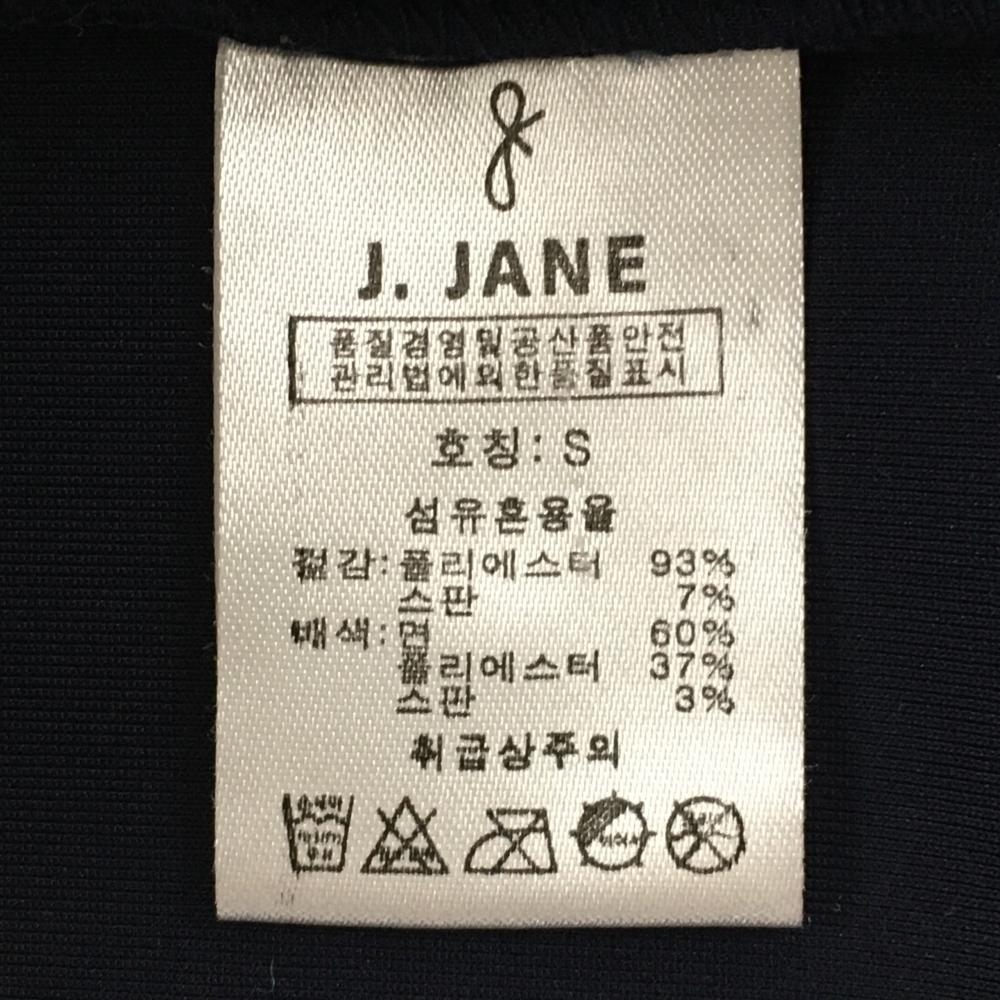 J. JANE
품질경영및공산품안전
관리법에의한품질표시
호칭: S
섬유혼용율
겉감: 폴리에스터 93%
스판 7%
배색: 면 60%
폴리에스터 37%
스판 3%
취급상주의